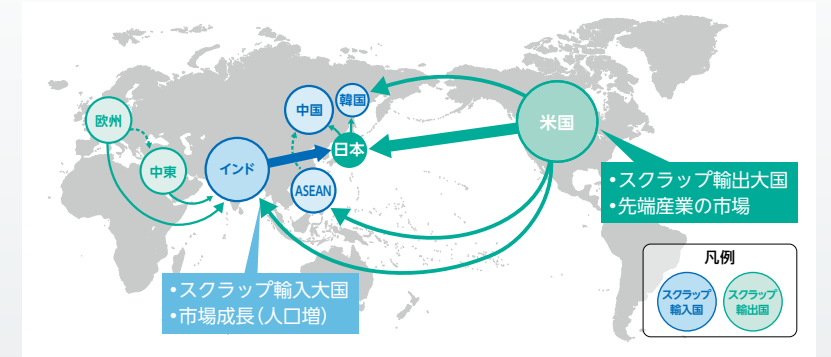 欧州
中東
インド
中国
韓国
日本
ASEAN
米国
•スクラップ輸出大国
•先端産業の市場
•スクラップ輸入大国
•市場成長（人口増）
凡例
スクラップ
輸入国
スクラップ
輸出国